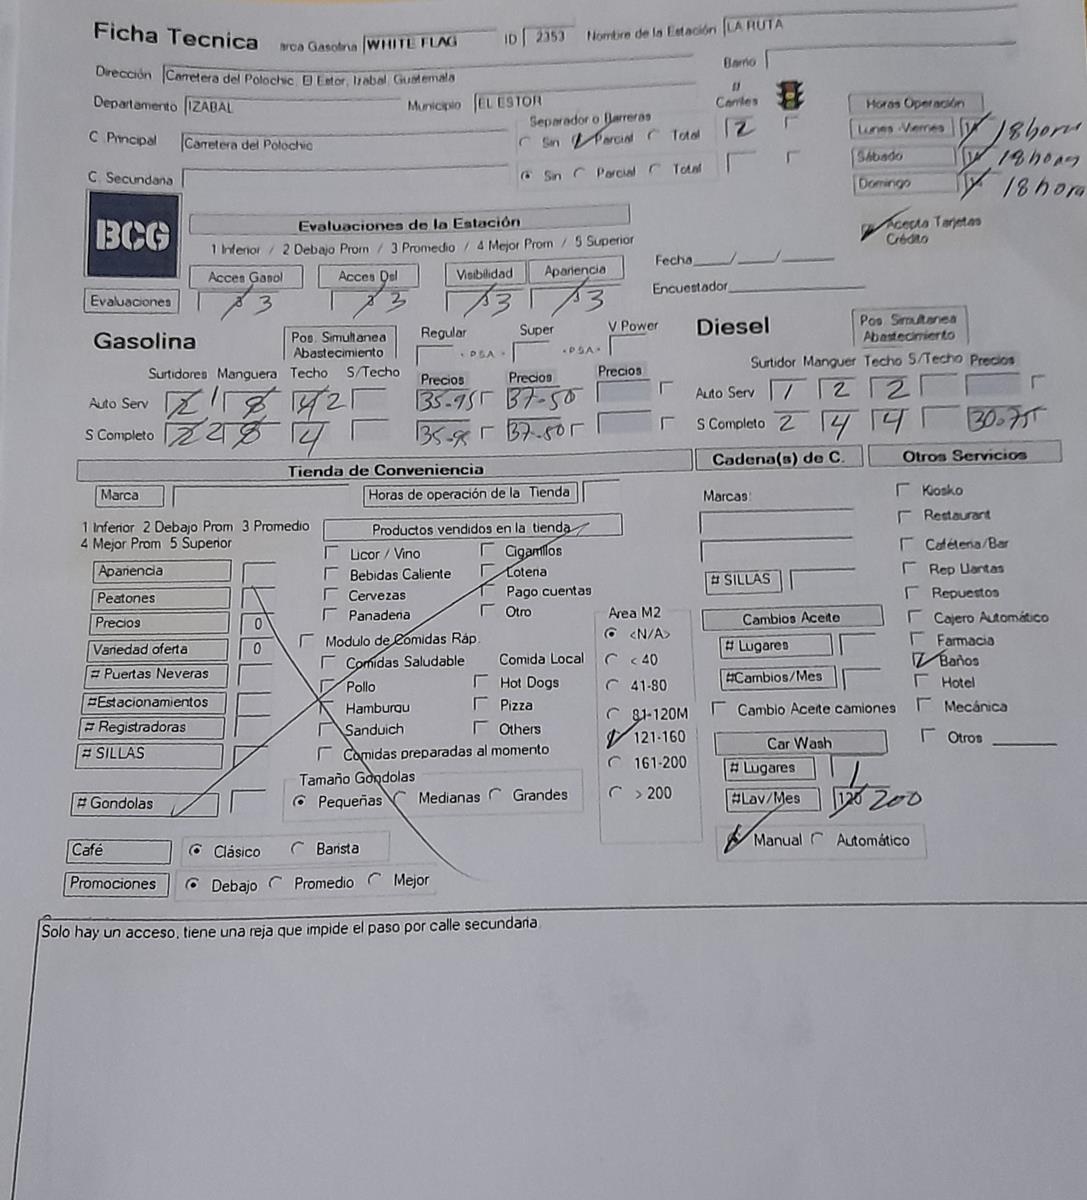 Ficha Tecnica arca Gasolina WHITE FLAG ID 2353 Nombre de la Estación LA RUTA
Dirección Carretera del Polochic, El Estor, Izabal, Guatemala Barrio
Departamento IZABAL Municipio EL ESTOR # Carriles Horas Operación
C Principal Carretera del Polochic Separador o Barreras Sin Parcial Total 2 Lunes-Viernes 18 hora
Sábado 18 horas
C. Secundaria Sin Parcial Total Domingo 18 hora
BCG Evaluaciones de la Estación Acepta Tarjetas Crédito
1 Inferior / 2 Debajo Prom / 3 Promedio / 4 Mejor Prom / 5 Superior
Acces Gasol Acces Dsl Visibilidad Apariencia Fecha ___/___/___
Evaluaciones 3 3 3 3 Encuestador
Gasolina Pos. Simultanea Abastecimiento Regular Super V Power Diesel Pos. Simultanea Abastecimiento
Surtidores Manguera Techo S/Techo Precios Precios Precios Surtidor Manguer Techo S/Techo Precios
Auto Serv 2 1 8 4 2 35-95 37-50 Auto Serv 1 2 2
S Completo 2 2 8 4 35-95 37-50 S Completo 2 4 4 30-75
Tienda de Conveniencia Cadena(s) de C. Otros Servicios
Marca Horas de operación de la Tienda Marcas: Kiosko
1 Inferior 2 Debajo Prom 3 Promedio Productos vendidos en la tienda Restaurant
4 Mejor Prom 5 Superior Licor / Vino Cigarrillos Cafeteria/Bar
Apariencia Bebidas Caliente Loteria # SILLAS Rep Llantas
Peatones Cervezas Pago cuentas Repuestos
Precios 0 Panaderia Otro Area M2 Cambios Aceite Cajero Automático
Variedad oferta 0 Modulo de Comidas Ráp. <N/A> # Lugares Farmacia
# Puertas Neveras Comidas Saludable Comida Local < 40 Baños
#Estacionamientos Pollo Hot Dogs 41-80 #Cambios/Mes Hotel
# Registradoras Hamburgu Pizza 81-120M Cambio Aceite camiones Mecánica
# SILLAS Sanduich Others 121-160 Car Wash Otros
Comidas preparadas al momento 161-200 # Lugares 1
# Gondolas Tamaño Gondolas Pequeñas Medianas Grandes > 200 #Lav/Mes 120 200
Café Clásico Barista Manual Automático
Promociones Debajo Promedio Mejor
Solo hay un acceso, tiene una reja que impide el paso por calle secundaria